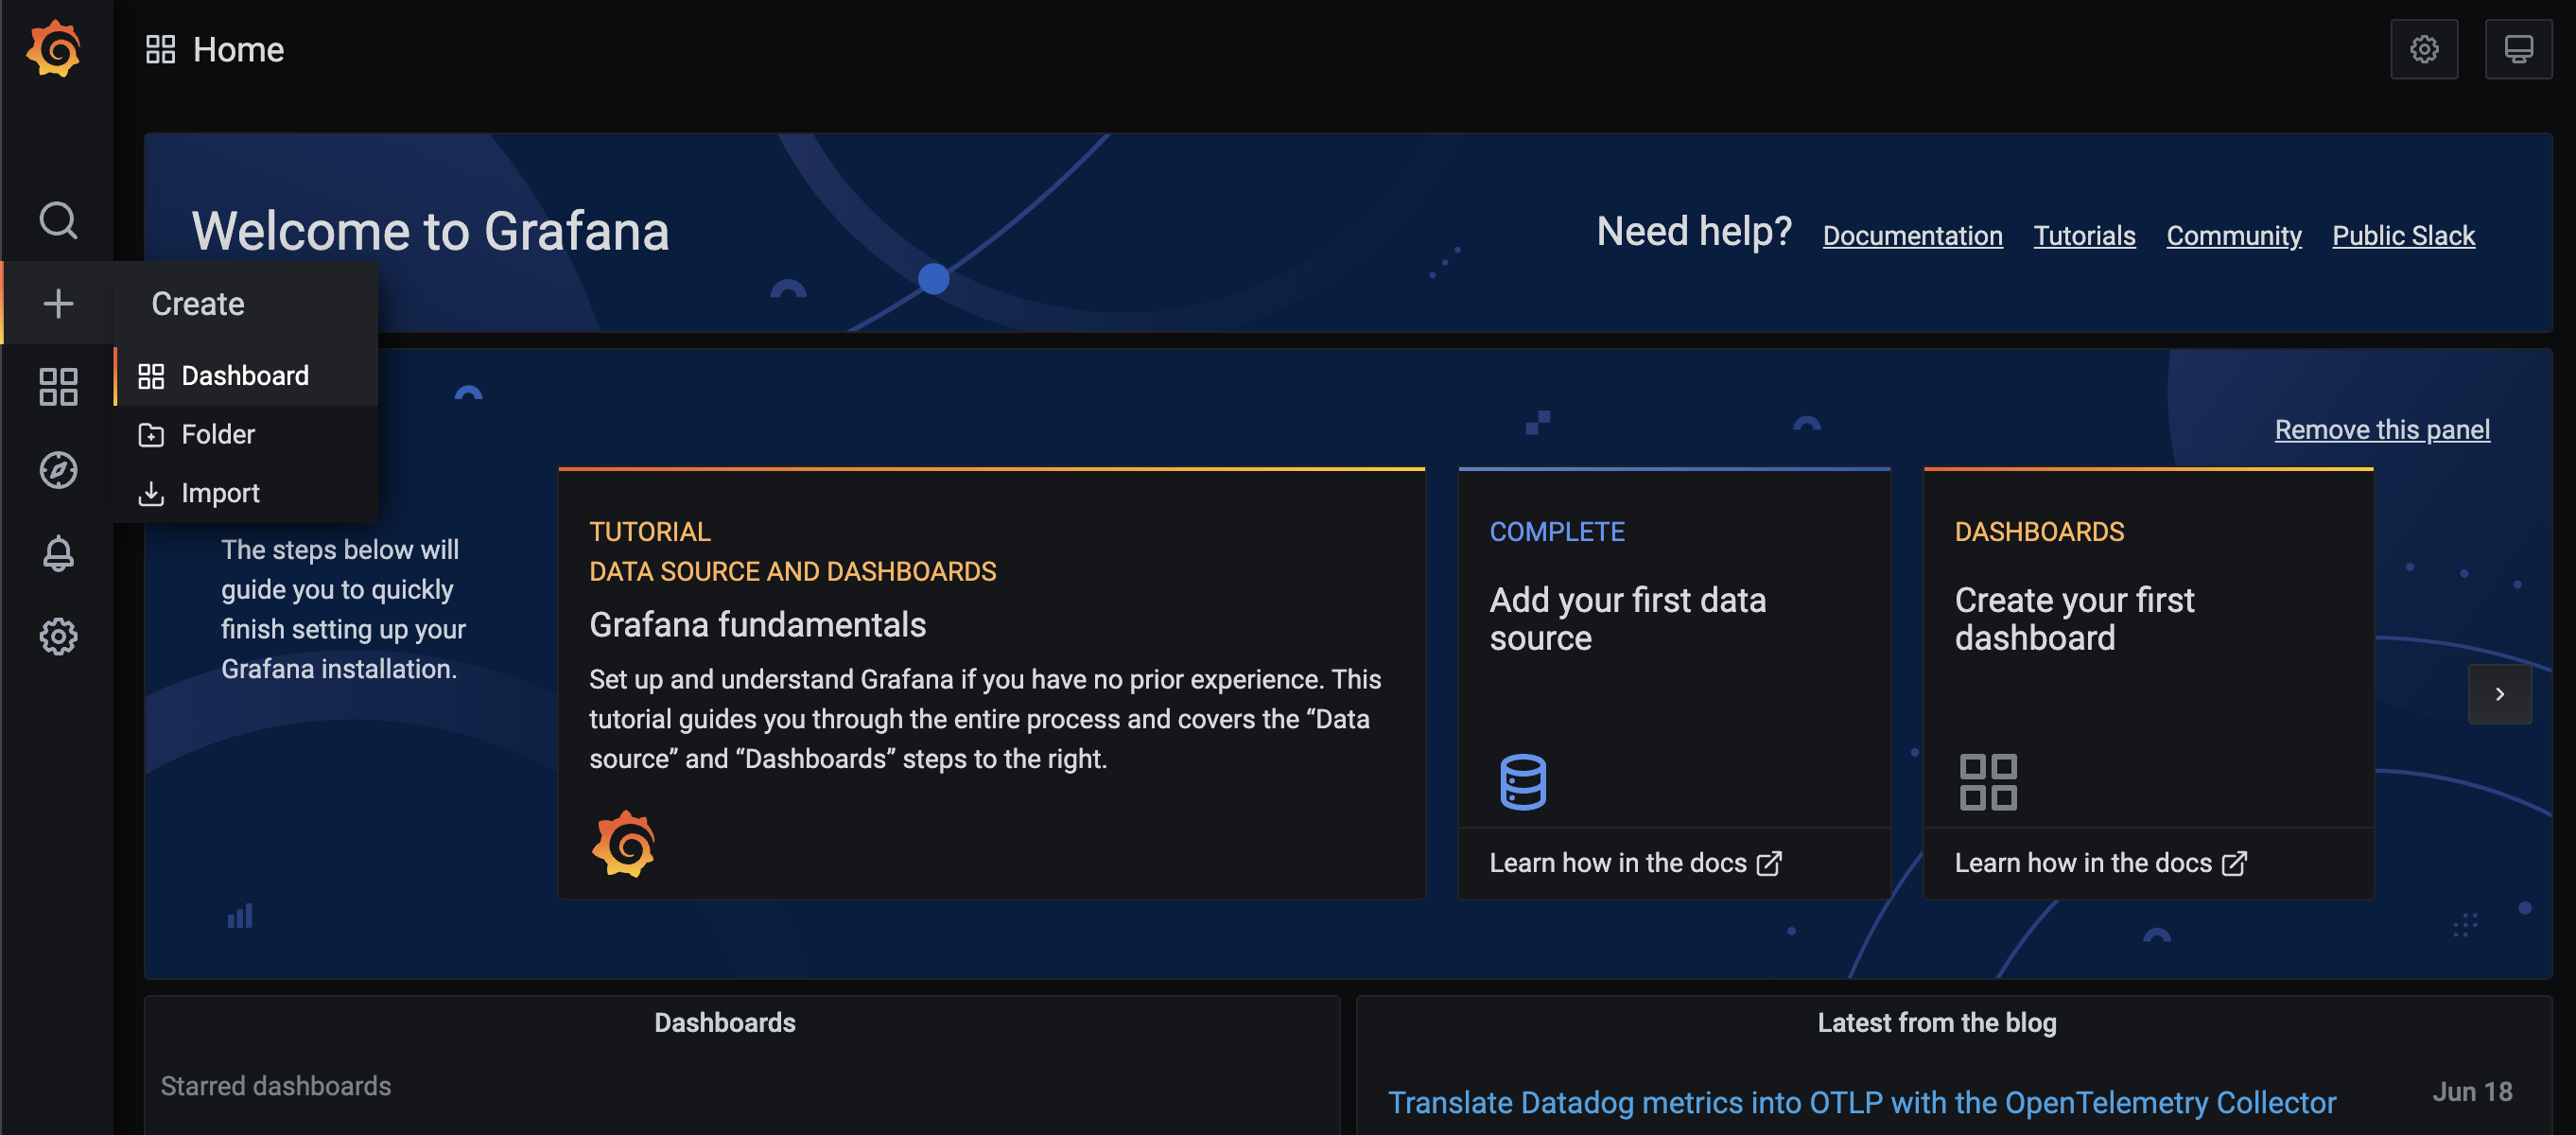 Home
Welcome to Grafana
Need help?
Documentation
Tutorials
Community
Public Slack
Create
Dashboard
Folder
Import
Remove this panel
The steps below will
guide you to quickly
finish setting up your
Grafana installation.
TUTORIAL
DATA SOURCE AND DASHBOARDS
Grafana fundamentals
Set up and understand Grafana if you have no prior experience. This
tutorial guides you through the entire process and covers the “Data
source” and “Dashboards” steps to the right.
COMPLETE
Add your first data
source
Learn how in the docs
DASHBOARDS
Create your first
dashboard
Learn how in the docs
Dashboards
Starred dashboards
Latest from the blog
Translate Datadog metrics into OTLP with the OpenTelemetry Collector
Jun 18